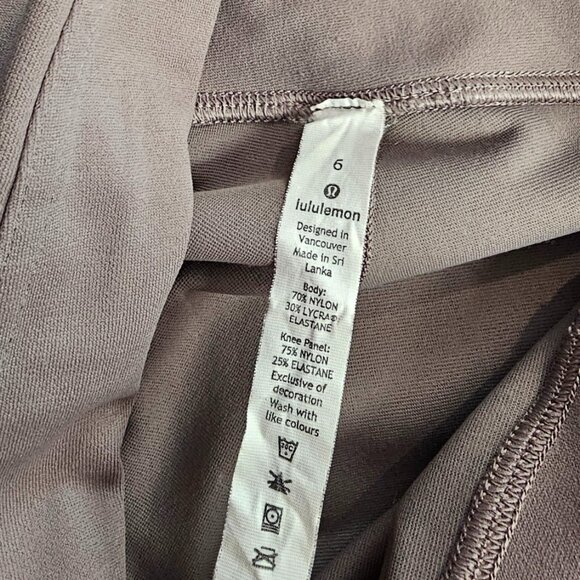 6
lululemon
Designed in
Vancouver
Made in Sri
Lanka
Body:
70% NYLON
30% LYCRA®
ELASTANE
Knee Panel:
75% NYLON
25% ELASTANE
Exclusive of
decoration
Wash with
like colours